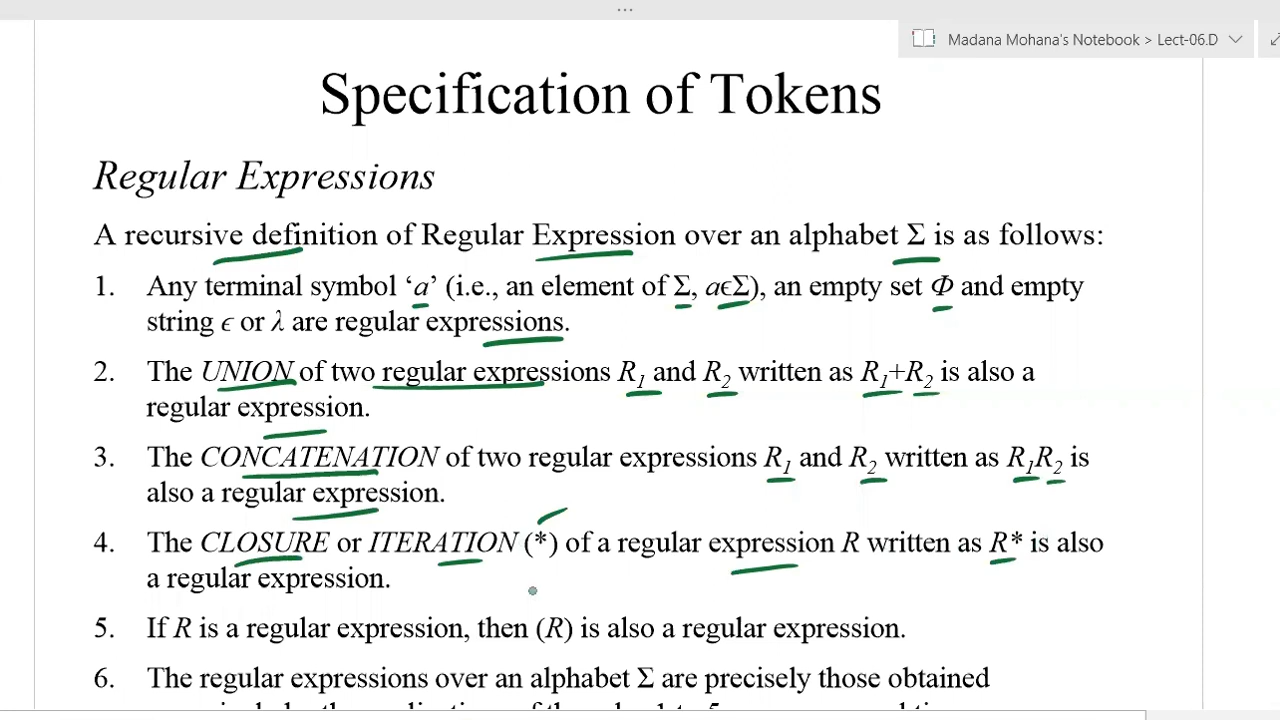 Madana Mohana's Notebook > Lect-06.D
Specification of Tokens
Regular Expressions
A recursive definition of Regular Expression over an alphabet Σ is as follows:
1. Any terminal symbol ‘a’ (i.e., an element of Σ, aϵΣ), an empty set Φ and empty
string ϵ or λ are regular expressions.
2. The UNION of two regular expressions R₁ and R₂ written as R₁+R₂ is also a
regular expression.
3. The CONCATENATION of two regular expressions R₁ and R₂ written as R₁R₂ is
also a regular expression.
4. The CLOSURE or ITERATION (*) of a regular expression R written as R* is also
a regular expression.
5. If R is a regular expression, then (R) is also a regular expression.
6. The regular expressions over an alphabet Σ are precisely those obtained